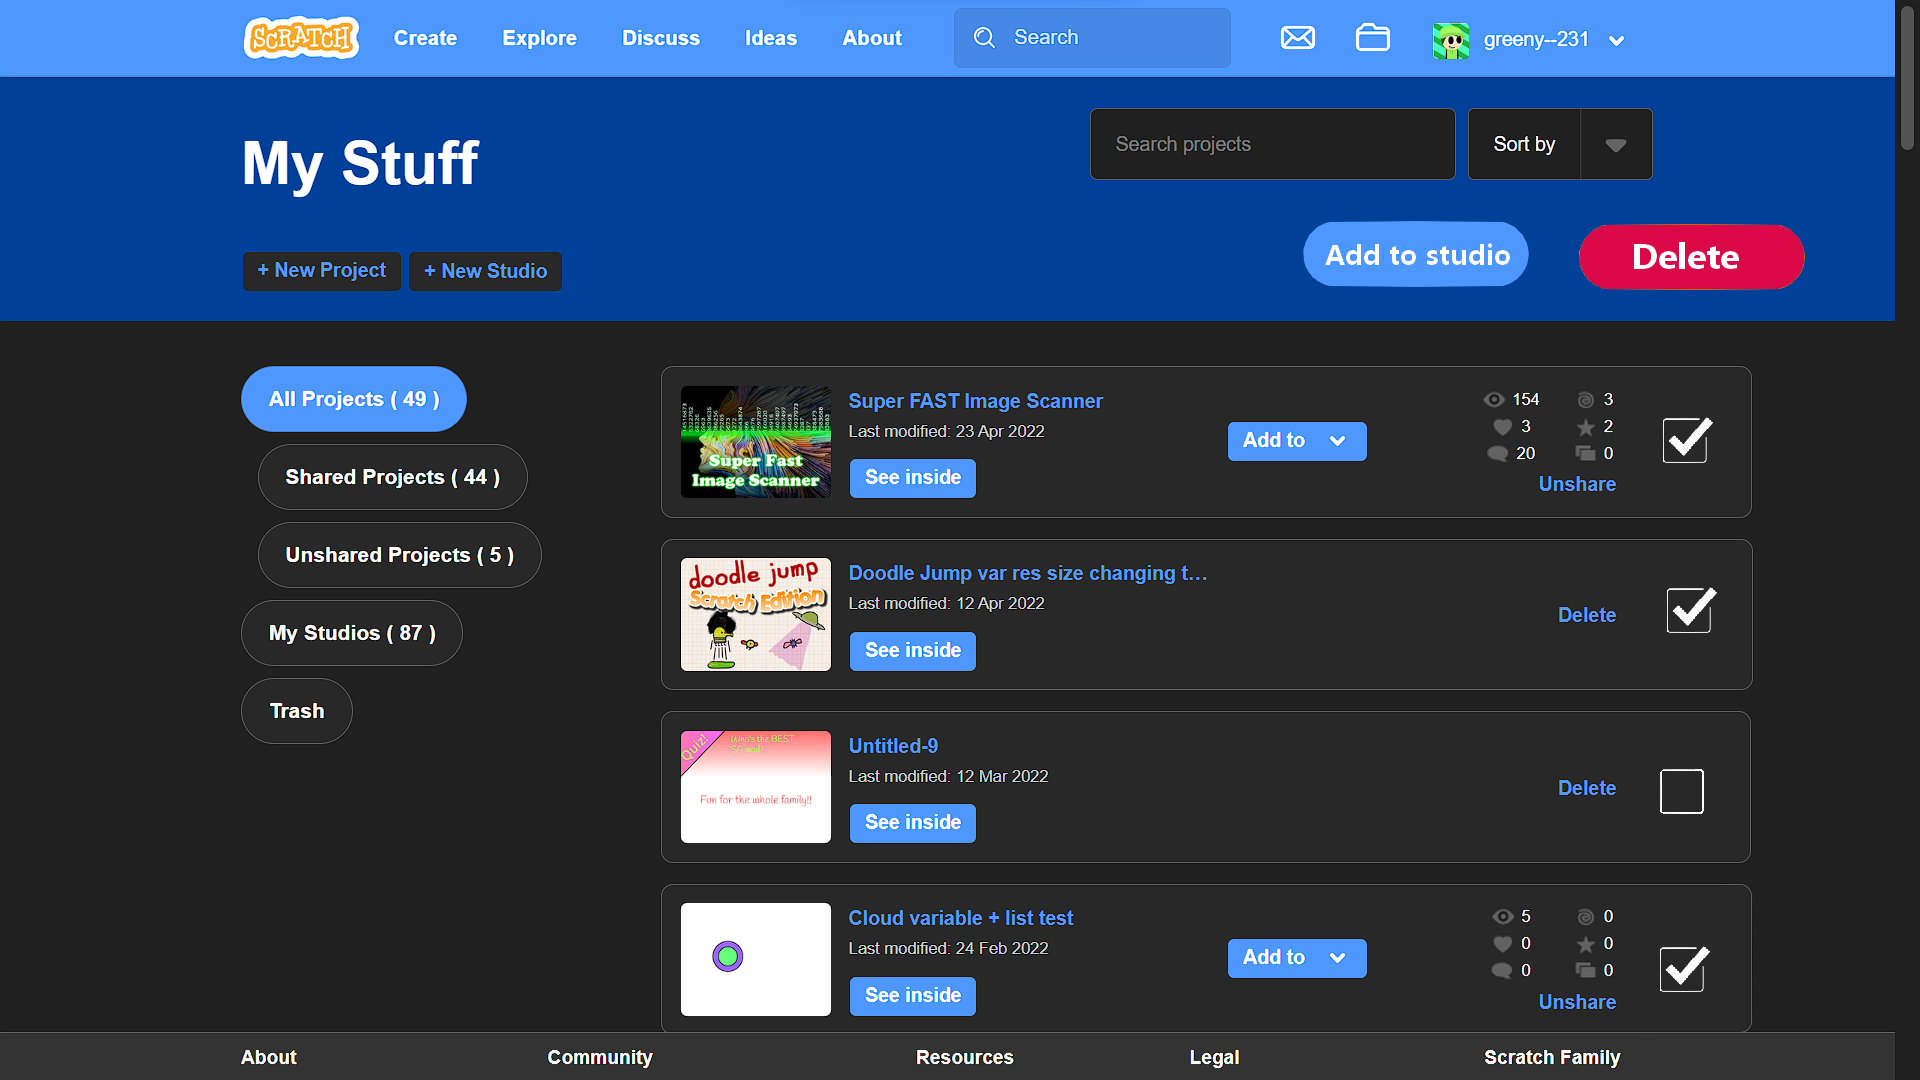 SCRATCH
Create
Explore
Discuss
Ideas
About
Search
greeny--231
My Stuff
Search projects
Sort by
+ New Project
+ New Studio
Add to studio
Delete
All Projects ( 49 )
Shared Projects ( 44 )
Unshared Projects ( 5 )
My Studios ( 87 )
Trash
Super Fast
Image Scanner
Super FAST Image Scanner
Last modified: 23 Apr 2022
See inside
Add to
154
3
3
2
20
0
Unshare
doodle jump
Scratch Edition
Doodle Jump var res size changing t...
Last modified: 12 Apr 2022
See inside
Delete
Quiz!
Who's the BEST
SA mod?
Fun for the whole family!!
Untitled-9
Last modified: 12 Mar 2022
See inside
Delete
Cloud variable + list test
Last modified: 24 Feb 2022
See inside
Add to
5
0
0
0
0
0
Unshare
About
Community
Resources
Legal
Scratch Family